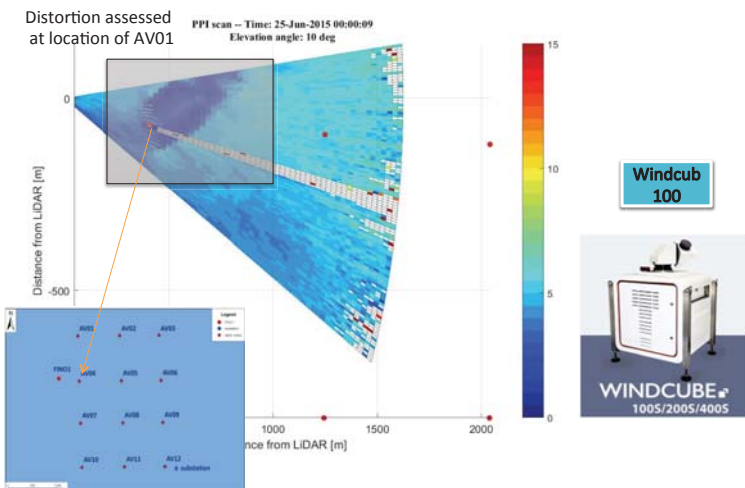 Distortion assessed
at location of AV01
PPI scan -- Time: 25-Jun-2015 00:00:09
Elevation angle: 10 deg
0
-500
Distance from LiDAR [m]
1000
1500
2000
ce from LiDAR [m]
15
10
5
0
Windcub
100
WINDCUBE
100S/200S/400S
N
Legend
AV01
AV02
AV03
FINO1
AV04
AV05
AV06
AV07
AV08
AV09
AV10
AV11
AV12
substation